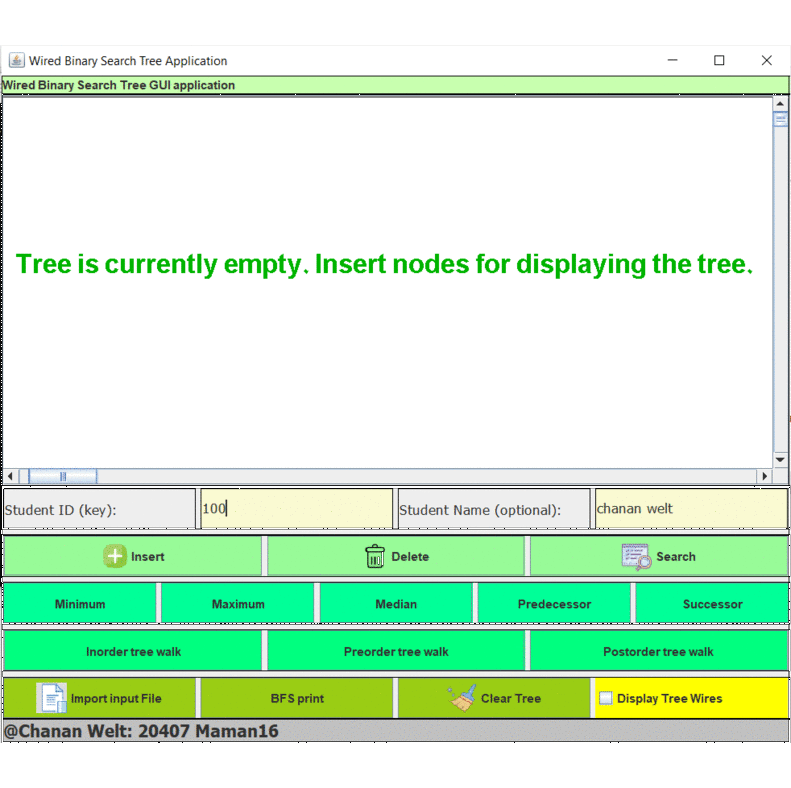 Wired Binary Search Tree Application
Wired Binary Search Tree GUI application
Tree is currently empty. Insert nodes for displaying the tree.
Student ID (key): 100 Student Name (optional): chanan welt
Insert Delete Search
Minimum Maximum Median Predecessor Successor
Inorder tree walk Preorder tree walk Postorder tree walk
Import input File BFS print Clear Tree Display Tree Wires
@Chanan Welt: 20407 Maman16